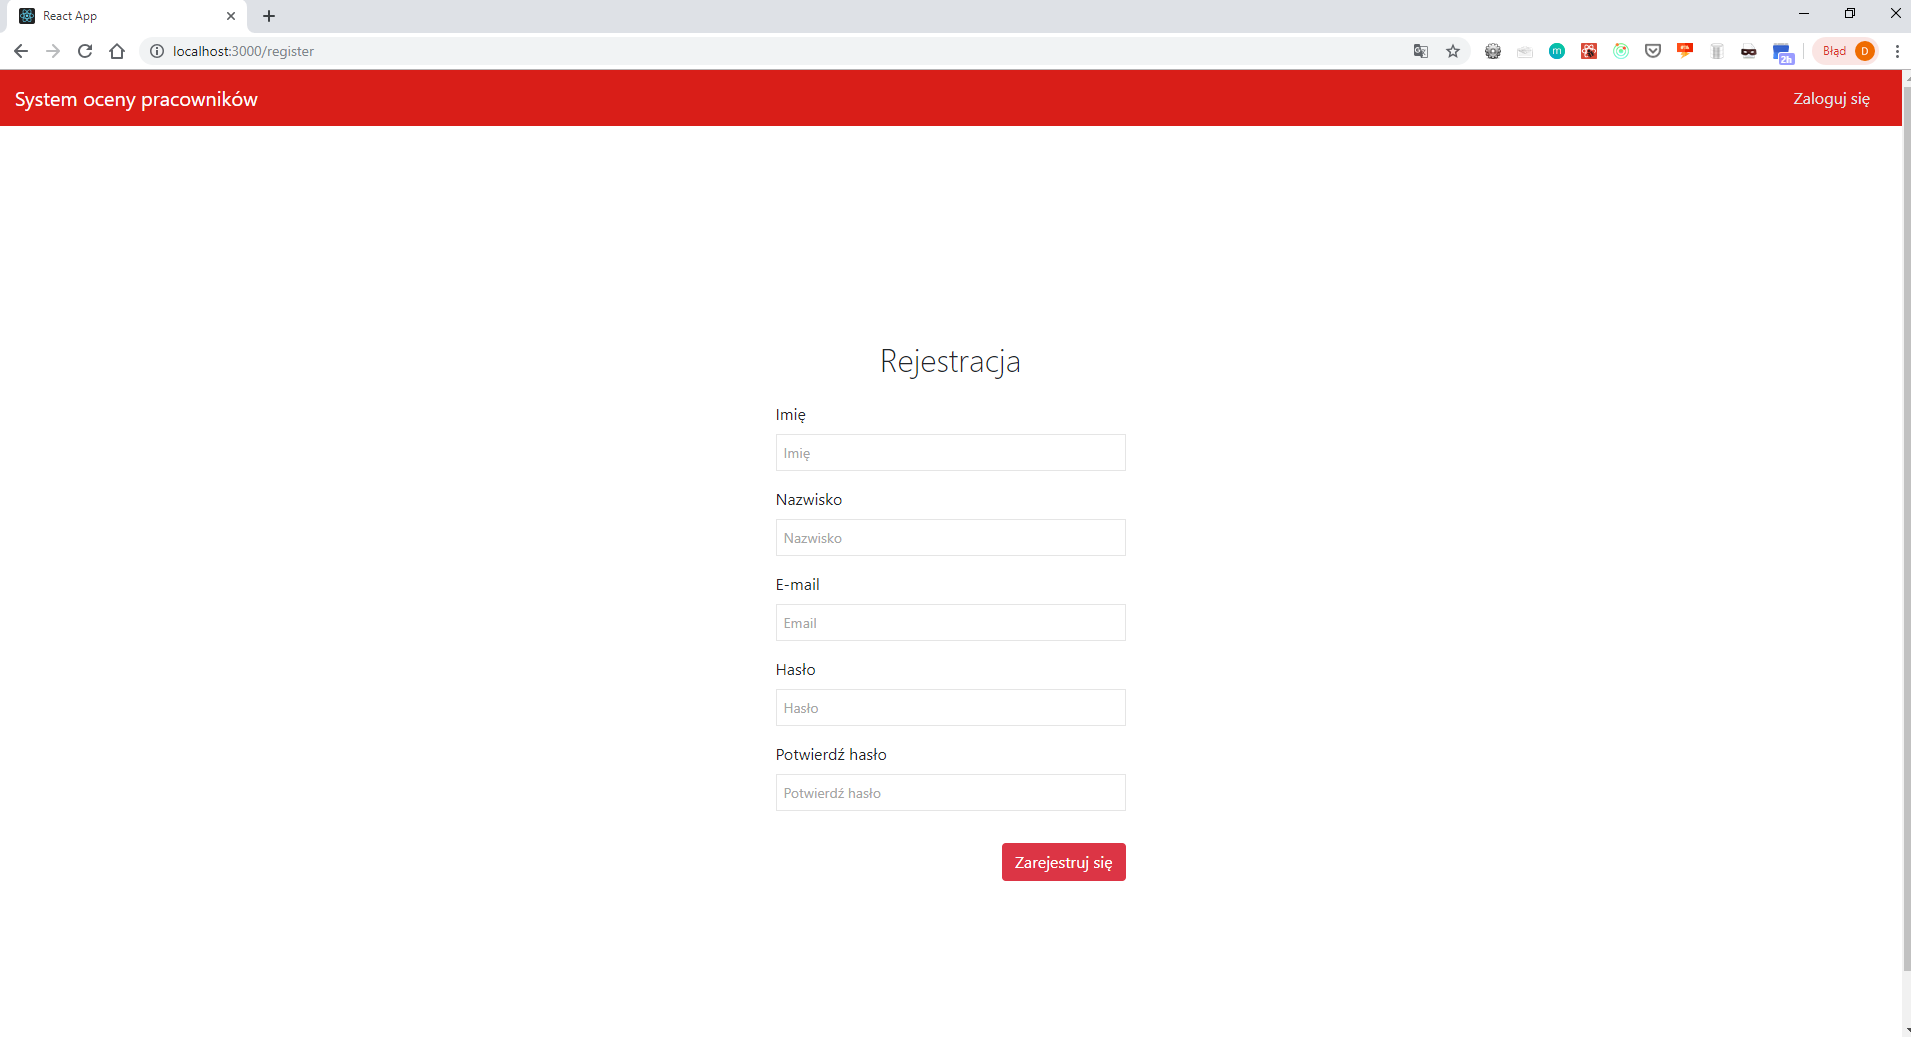 React App
localhost:3000/register
2h
Błąd
D
System oceny pracowników
Zaloguj się
Rejestracja
Imię
Imię
Nazwisko
Nazwisko
E-mail
Email
Hasło
Hasło
Potwierdź hasło
Potwierdź hasło
Zarejestruj się